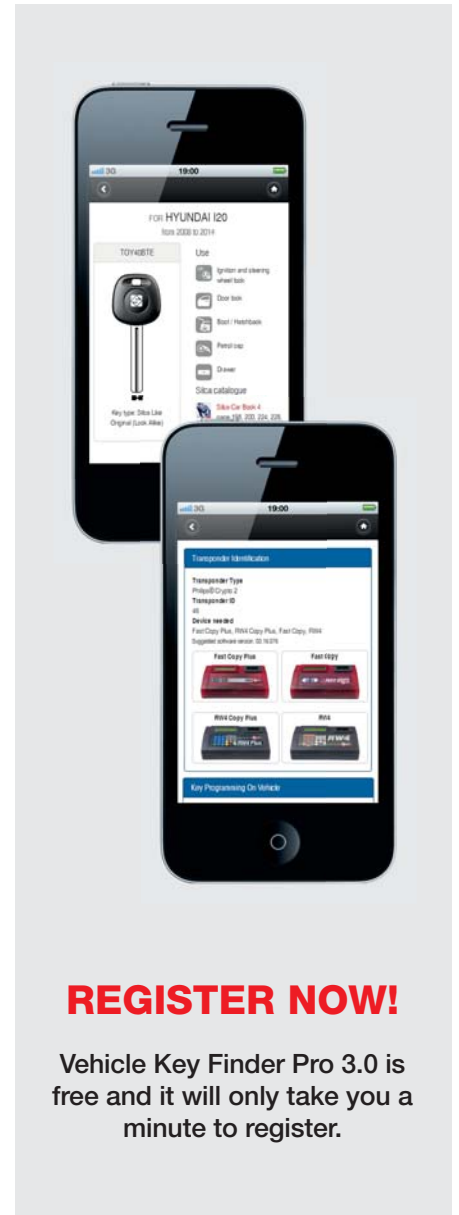 3G 19:00
FOR HYUNDAI I20
from 2008 to 2014
TOY40BTE
Use
Ignition and steering
wheel lock
Door lock
Boot / Hatchback
Petrol cap
Drawer
Silca catalogue
Silca Car Book 4
Key type: Silca Like
Original (Look Alike)
3G 19:00
Transponder Identification
Transponder Type
Philips® Crypto 2
Transponder ID
46
Device needed
Fast Copy Plus, RW4 Copy Plus, Fast Copy, RW4
Suggested software version:
Fast Copy Plus
Fast Copy
RW4 Copy Plus
RW4
Key Programming On Vehicle
REGISTER NOW!
Vehicle Key Finder Pro 3.0 is
free and it will only take you a
minute to register.